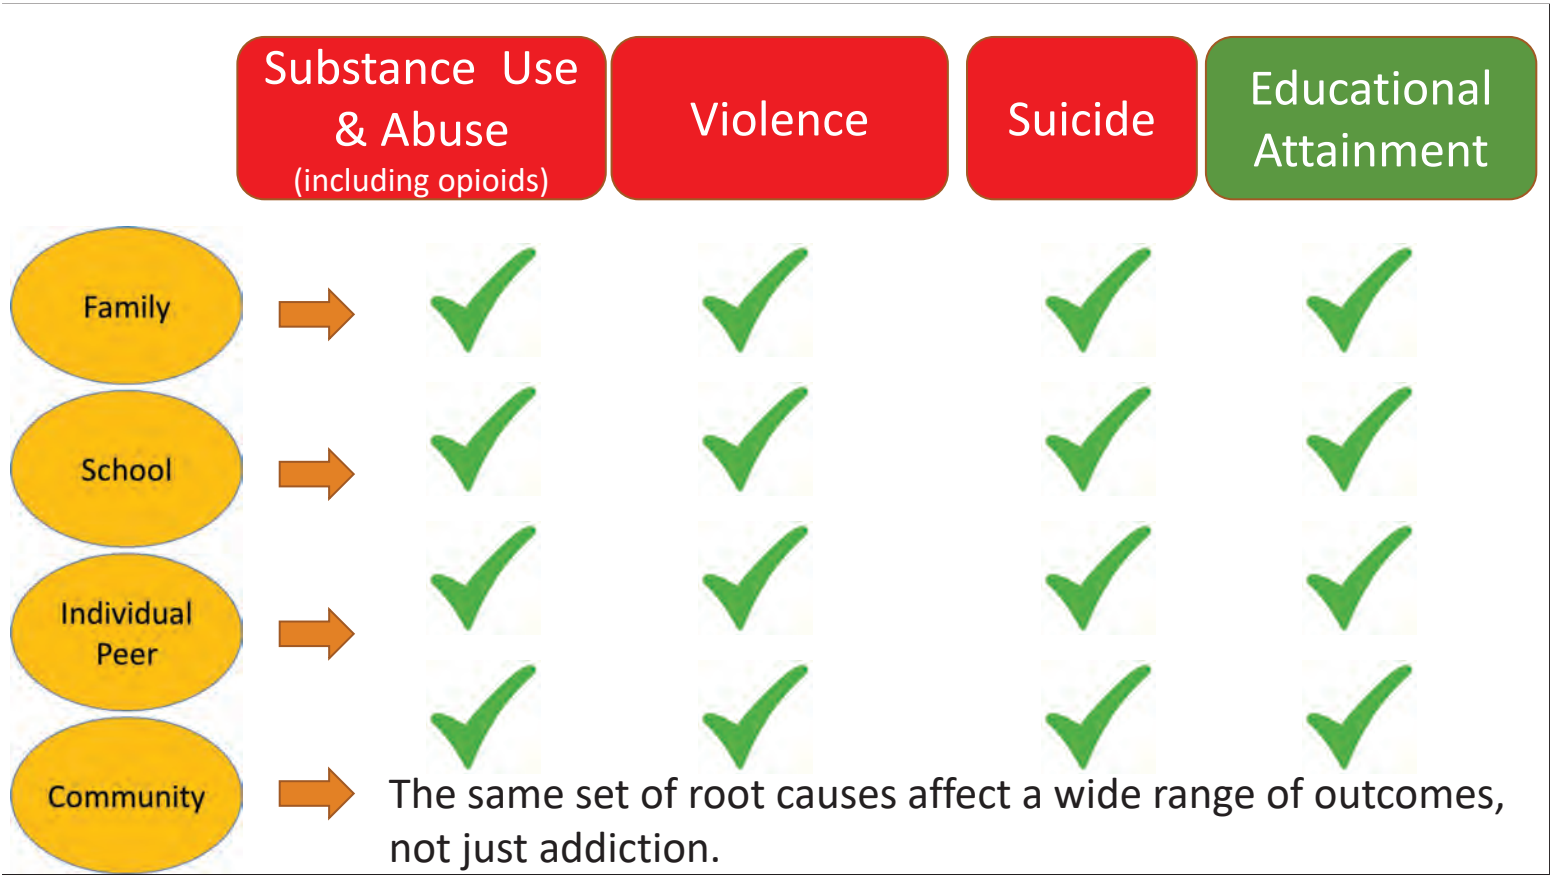 Substance Use
& Abuse
(including opioids)
Violence
Suicide
Educational
Attainment
Family
School
Individual
Peer
Community
The same set of root causes affect a wide range of outcomes,
not just addiction.